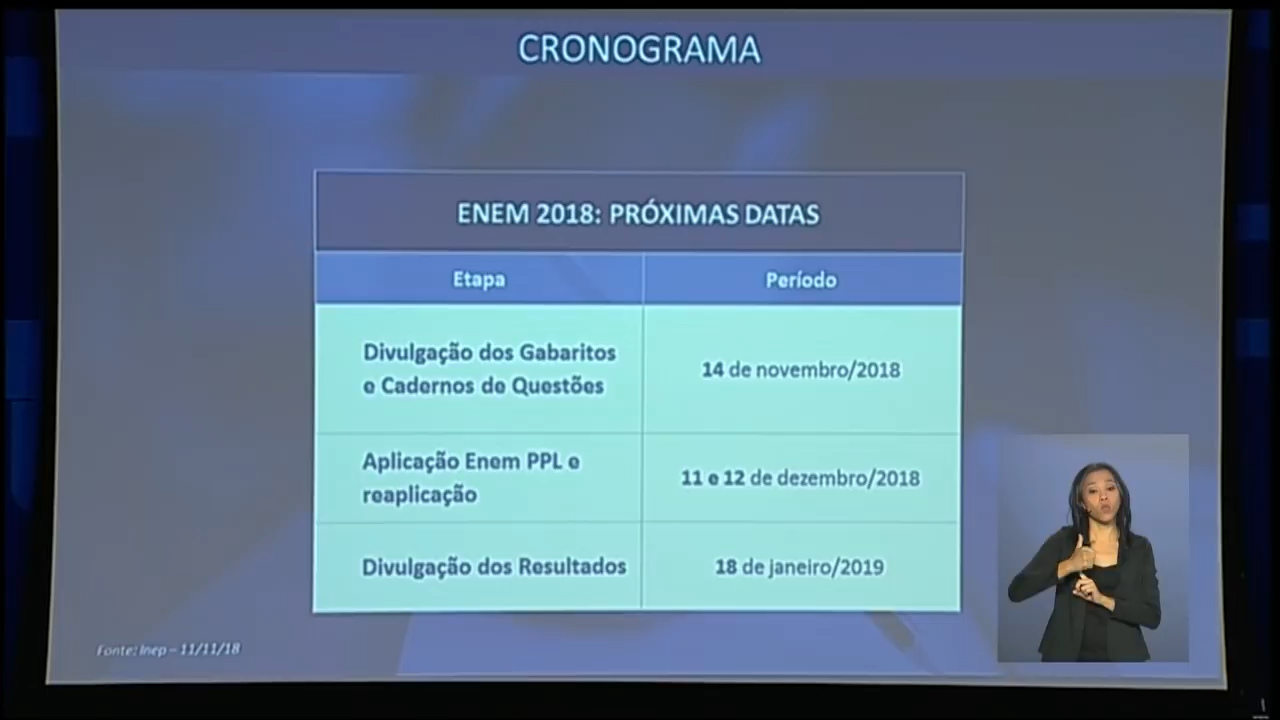 CRONOGRAMA
ENEM 2018: PRÓXIMAS DATAS
Etapa
Período
Divulgação dos Gabaritos
e Cadernos de Questões
14 de novembro/2018
Aplicação Enem PPL e
reaplicação
11 e 12 de dezembro/2018
Divulgação dos Resultados
18 de janeiro/2019
Fonte: Inep – 11/11/18